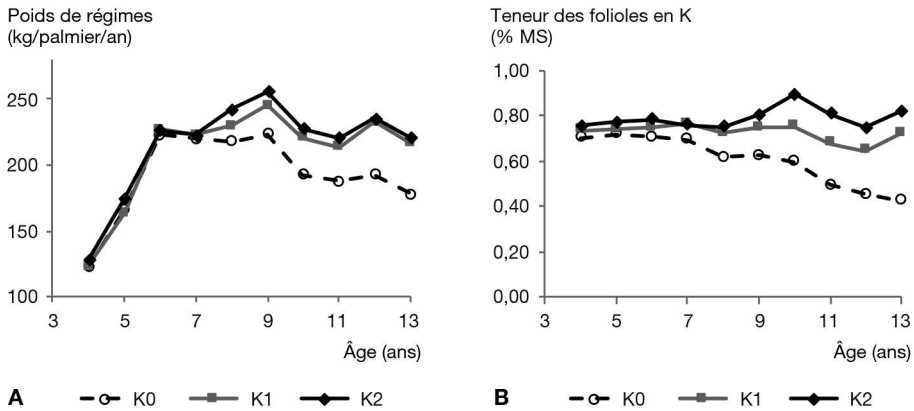 Poids de régimes
(kg/palmier/an)
250
200
150
100
3 5 7 9 11 13
Âge (ans)
A K0 K1 K2
Teneur des folioles en K
(% MS)
1,00
0,80
0,60
0,40
0,20
0,00
3 5 7 9 11 13
Âge (ans)
B K0 K1 K2